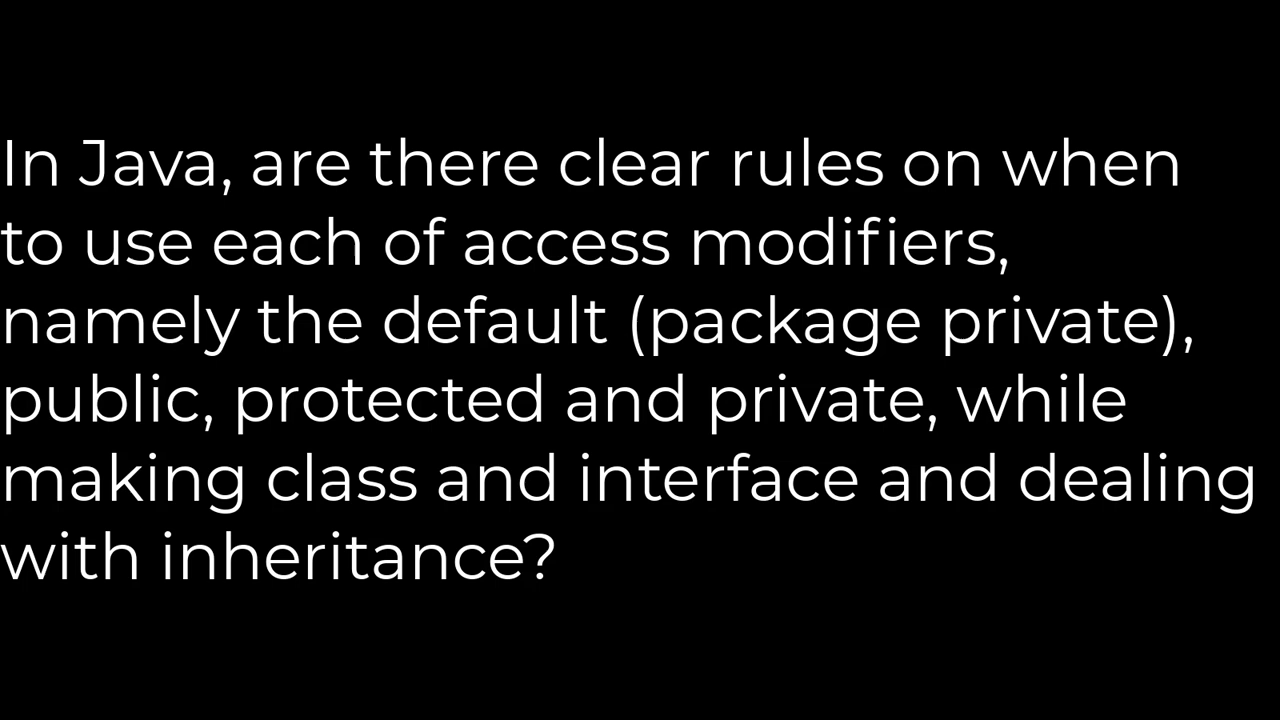 In Java, are there clear rules on when
to use each of access modifiers,
namely the default (package private),
public, protected and private, while
making class and interface and dealing
with inheritance?